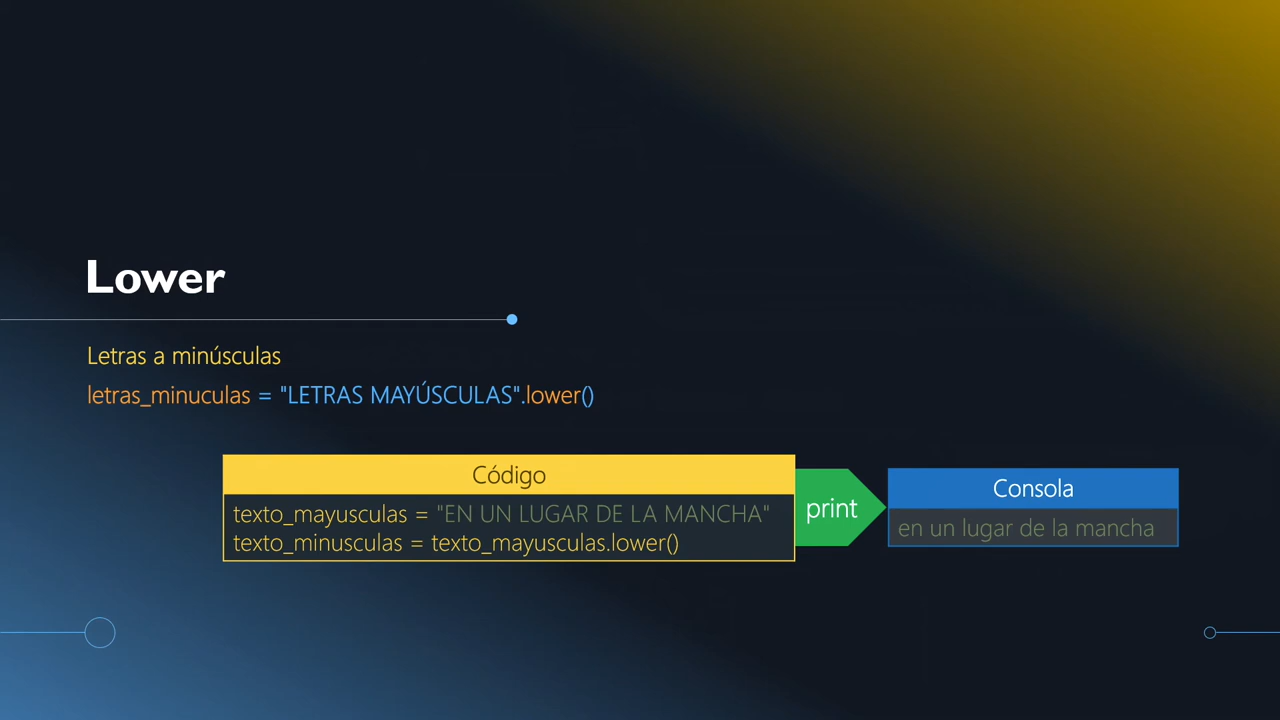 Lower
Letras a minúsculas
letras_minuculas = "LETRAS MAYÚSCULAS".lower()
Código
texto_mayusculas = "EN UN LUGAR DE LA MANCHA"
texto_minusculas = texto_mayusculas.lower()
print
Consola
en un lugar de la mancha